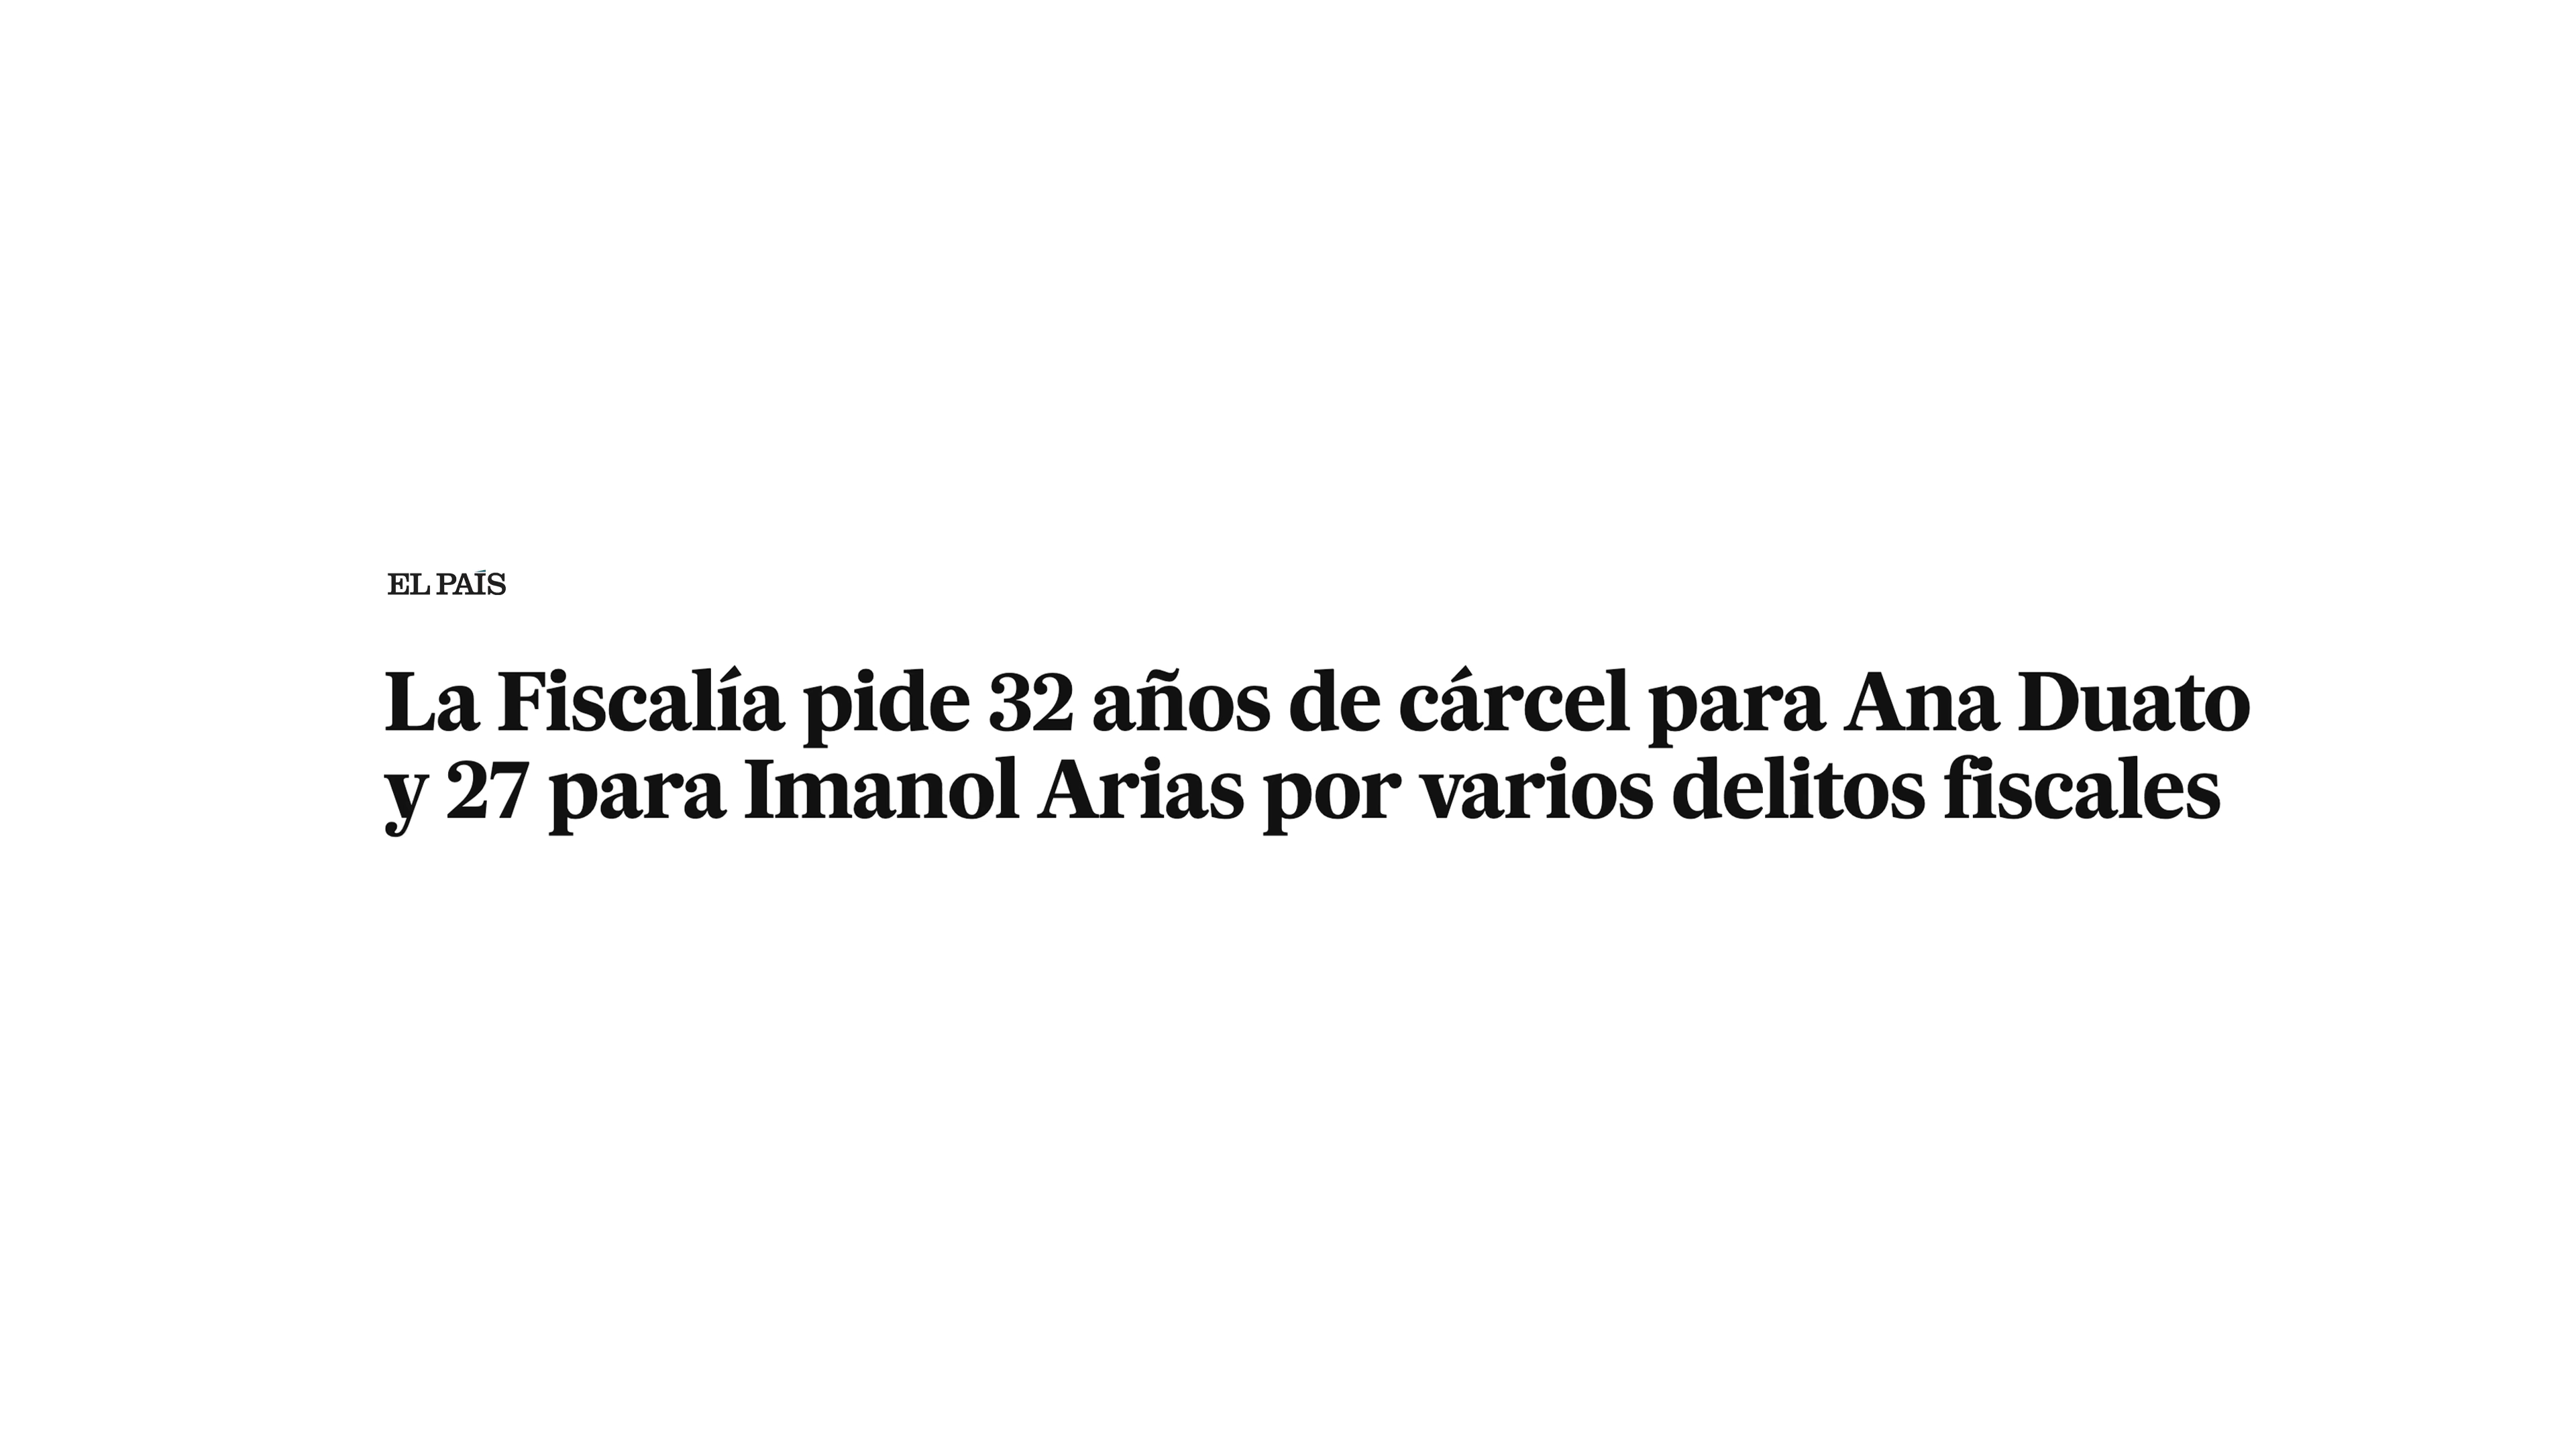 EL PAÍS
La Fiscalía pide 32 años de cárcel para Ana Duato
y 27 para Imanol Arias por varios delitos fiscales